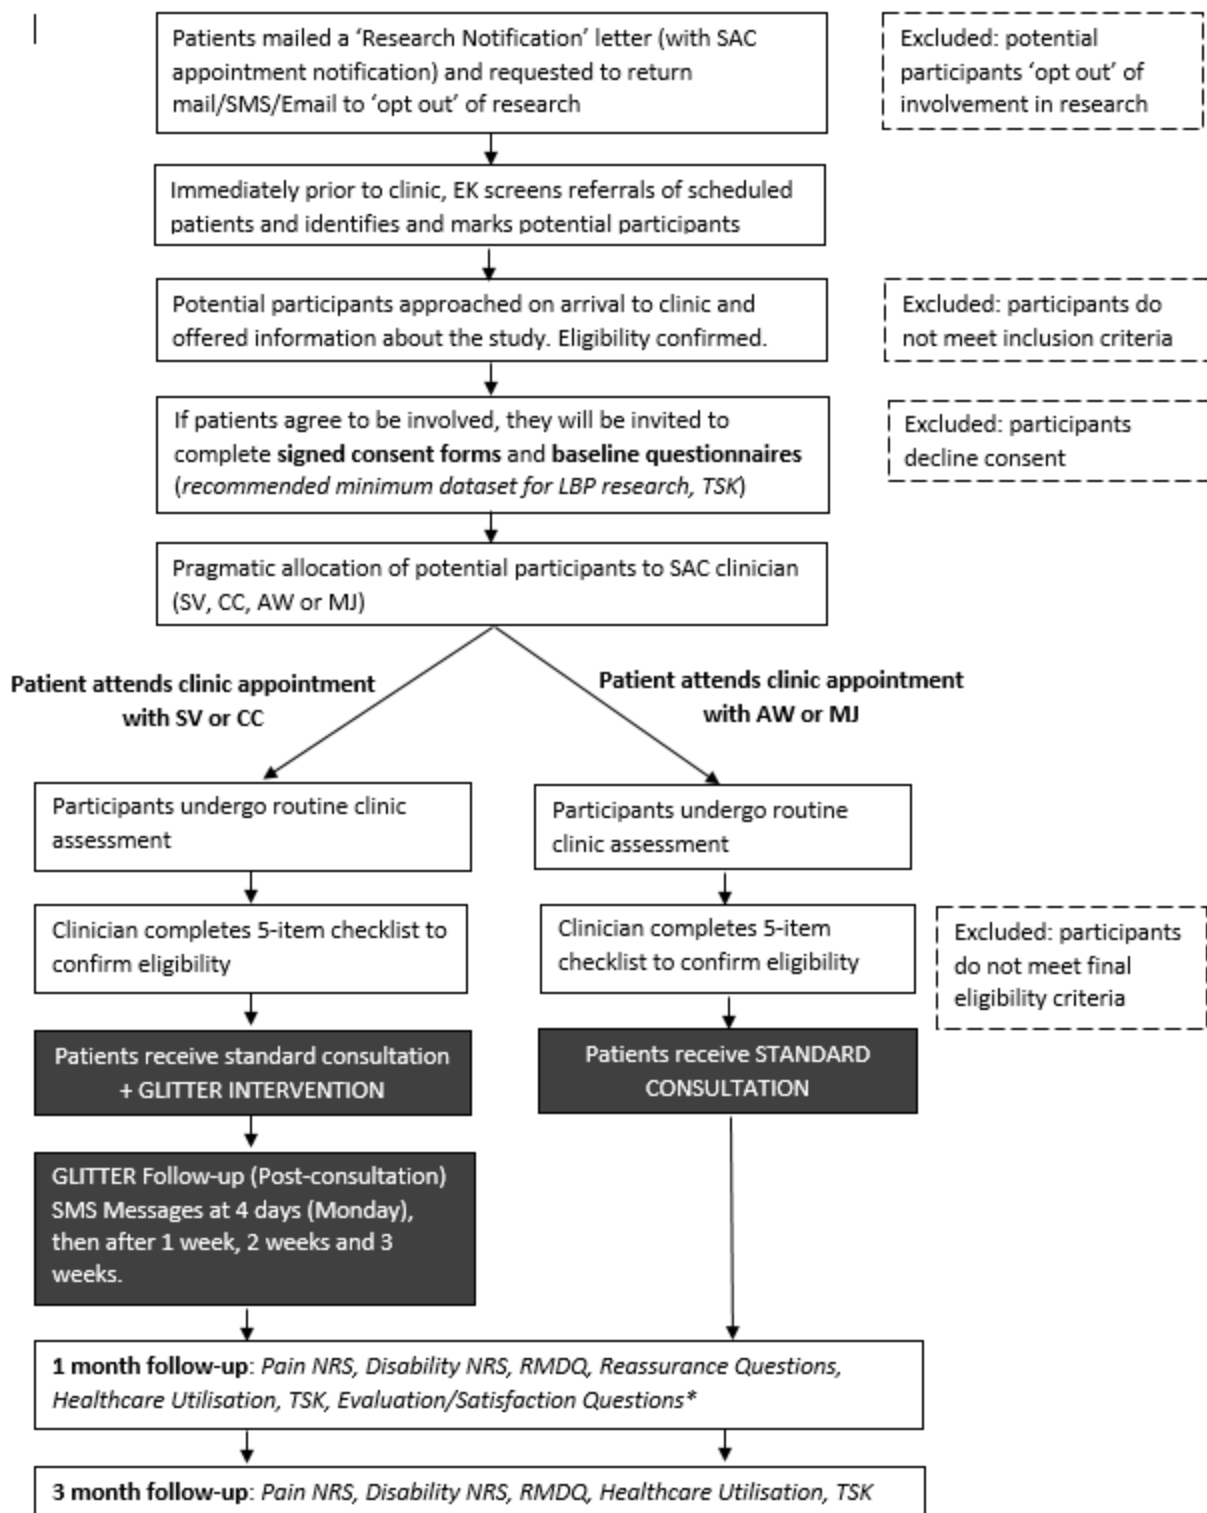 Patients mailed a ‘Research Notification’ letter (with SAC
appointment notification) and requested to return
mail/SMS/Email to ‘opt out’ of research
Excluded: potential
participants ‘opt out’ of
involvement in research
Immediately prior to clinic, EK screens referrals of scheduled
patients and identifies and marks potential participants
Potential participants approached on arrival to clinic and
offered information about the study. Eligibility confirmed.
Excluded: participants do
not meet inclusion criteria
If patients agree to be involved, they will be invited to
complete signed consent forms and baseline questionnaires
(recommended minimum dataset for LBP research, TSK)
Excluded: participants
decline consent
Pragmatic allocation of potential participants to SAC clinician
(SV, CC, AW or MJ)
Patient attends clinic appointment
with SV or CC
Patient attends clinic appointment
with AW or MJ
Participants undergo routine clinic
assessment
Participants undergo routine
clinic assessment
Clinician completes 5-item checklist to
confirm eligibility
Clinician completes 5-item
checklist to confirm eligibility
Excluded: participants
do not meet final
eligibility criteria
Patients receive standard consultation
+ GLITTER INTERVENTION
Patients receive STANDARD
CONSULTATION
GLITTER Follow-up (Post-consultation)
SMS Messages at 4 days (Monday),
then after 1 week, 2 weeks and 3
weeks.
1 month follow-up: Pain NRS, Disability NRS, RMDQ, Reassurance Questions,
Healthcare Utilisation, TSK, Evaluation/Satisfaction Questions*
3 month follow-up: Pain NRS, Disability NRS, RMDQ, Healthcare Utilisation, TSK